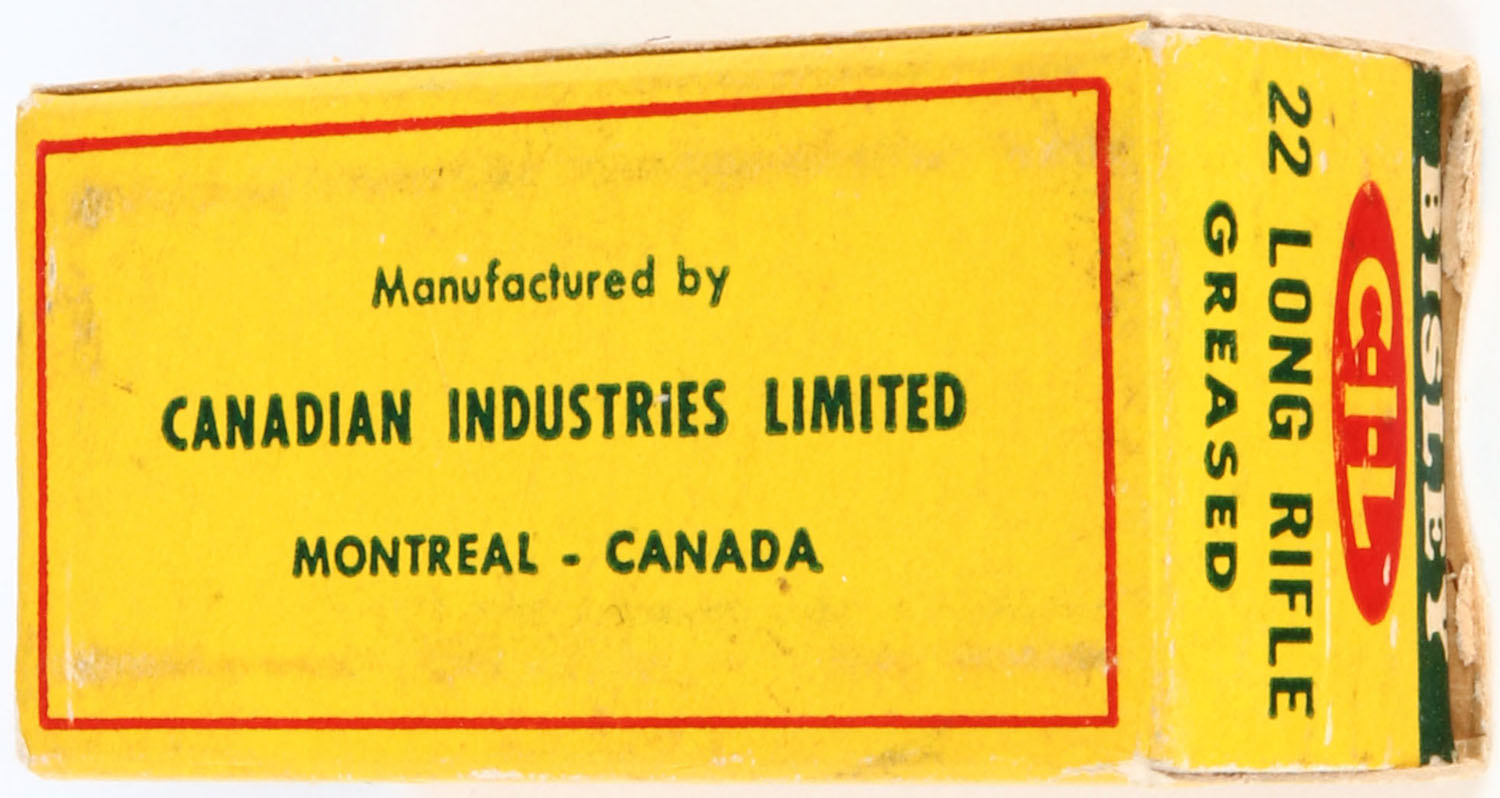 Manufactured by
CANADIAN INDUSTRiES LIMITED
MONTREAL - CANADA
BISLEY
C-I-L
22 LONG RIFLE
GREASED